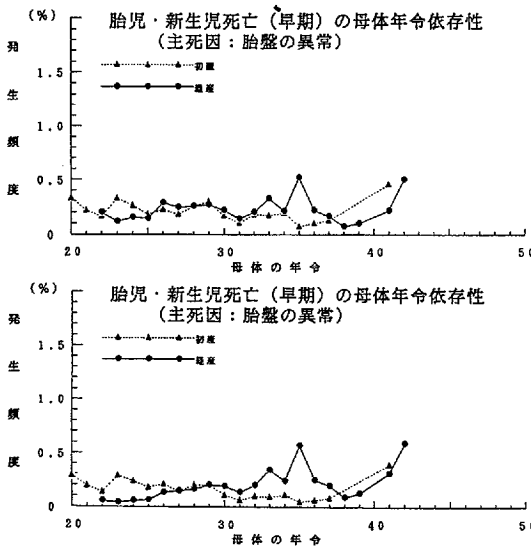 胎児・新生児死亡（早期）の母体年令依存性
（主死因：胎盤の異常）
(%)
初産
経産
発生頻度
1.5
1.0
0.5
0
20
30
40
50
母体の年令
胎児・新生児死亡（早期）の母体年令依存性
（主死因：胎盤の異常）
(%)
初産
経産
発生頻度
1.5
1.0
0.5
0
20
30
40
50
母体の年令